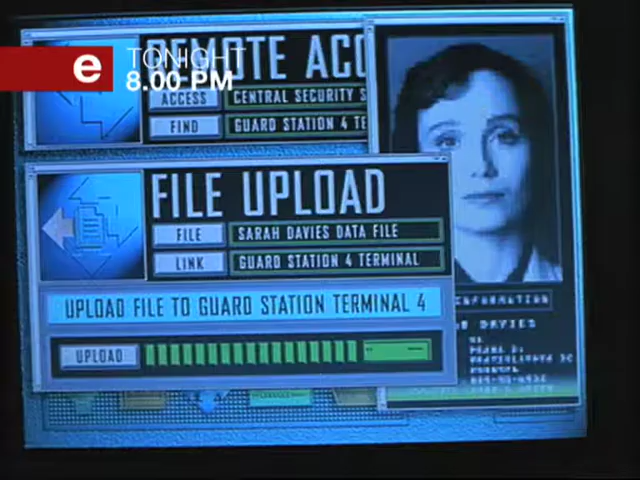 e
TONIGHT
8.00 PM
REMOTE ACC
ACCESS
CENTRAL SECURITY S
FIND
GUARD STATION 4 TE
FILE UPLOAD
FILE
SARAH DAVIES DATA FILE
LINK
GUARD STATION 4 TERMINAL
UPLOAD FILE TO GUARD STATION TERMINAL 4
UPLOAD
INFORMATION
DAVIES